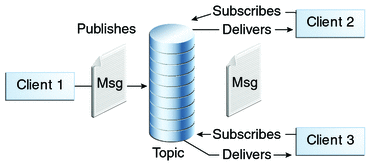 Subscribes
Client 2
Publishes
Delivers
Client 1
Msg
Msg
Subscribes
Client 3
Topic
Delivers